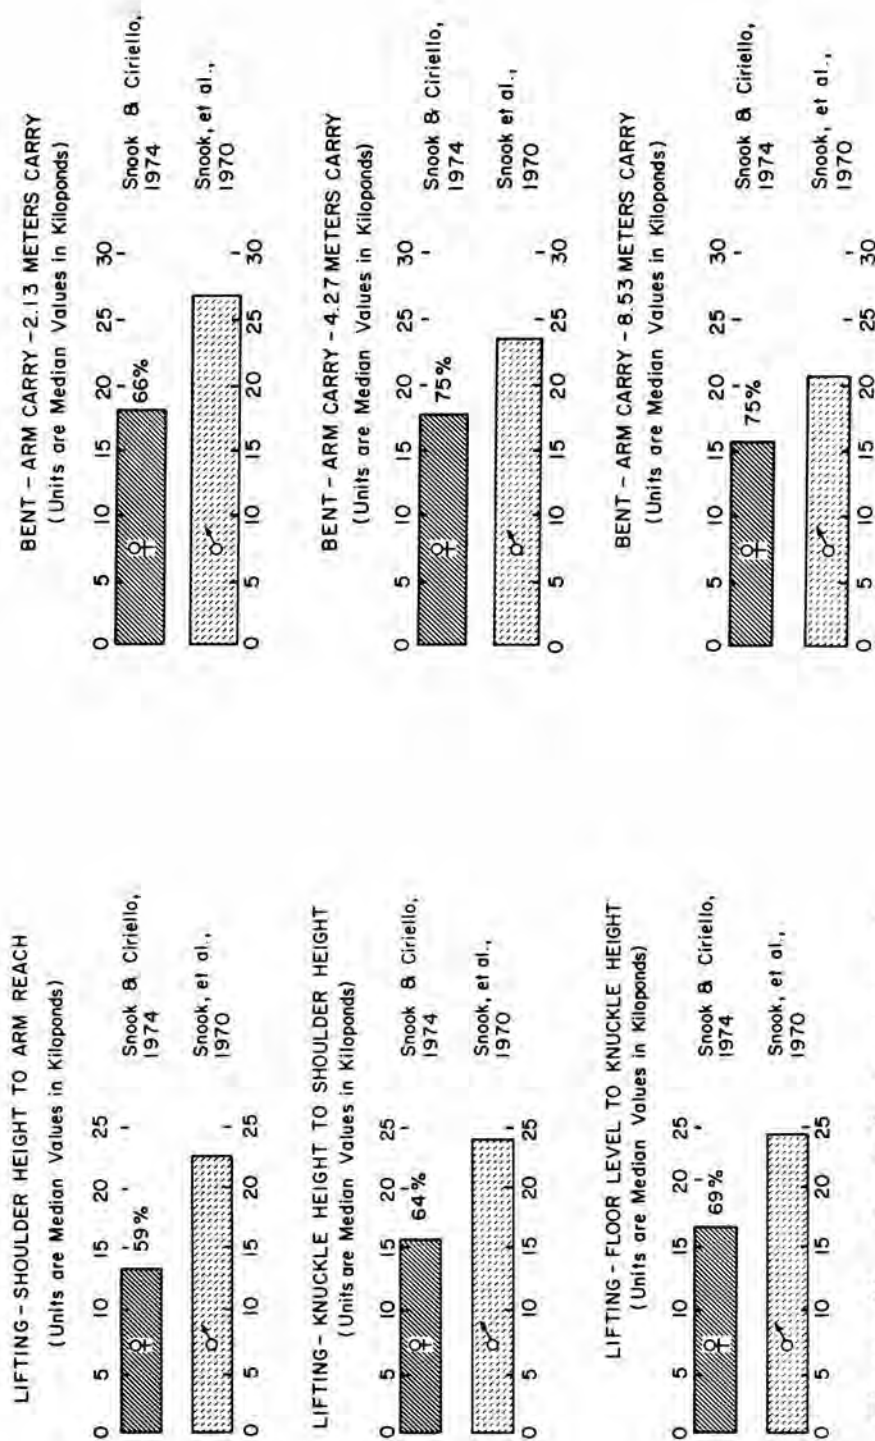 LIFTING - SHOULDER HEIGHT TO ARM REACH
(Units are Median Values in Kiloponds)
0 5 10 15 20 25
♀ 59% Snook & Ciriello,
1974
♂ Snook, et al.,
1970
0 5 10 15 20 25
LIFTING - KNUCKLE HEIGHT TO SHOULDER HEIGHT
(Units are Median Values in Kiloponds)
0 5 10 15 20 25
♀ 64% Snook & Ciriello,
1974
♂ Snook, et al.,
1970
0 5 10 15 20 25
LIFTING - FLOOR LEVEL TO KNUCKLE HEIGHT
(Units are Median Values in Kiloponds)
0 5 10 15 20 25
♀ 69% Snook & Ciriello,
1974
♂ Snook, et al.,
1970
0 5 10 15 20 25
BENT - ARM CARRY - 2.13 METERS CARRY
(Units are Median Values in Kiloponds)
0 5 10 15 20 25 30
♀ 66% Snook & Ciriello,
1974
♂ Snook, et al.,
1970
0 5 10 15 20 25 30
BENT - ARM CARRY - 4.27 METERS CARRY
(Units are Median Values in Kiloponds)
0 5 10 15 20 25 30
♀ 75% Snook & Ciriello,
1974
♂ Snook et al.,
1970
0 5 10 15 20 25 30
BENT - ARM CARRY - 8.53 METERS CARRY
(Units are Median Values in Kiloponds)
0 5 10 15 20 25 30
♀ 75% Snook & Ciriello,
1974
♂ Snook, et al.,
1970
0 5 10 15 20 25 30